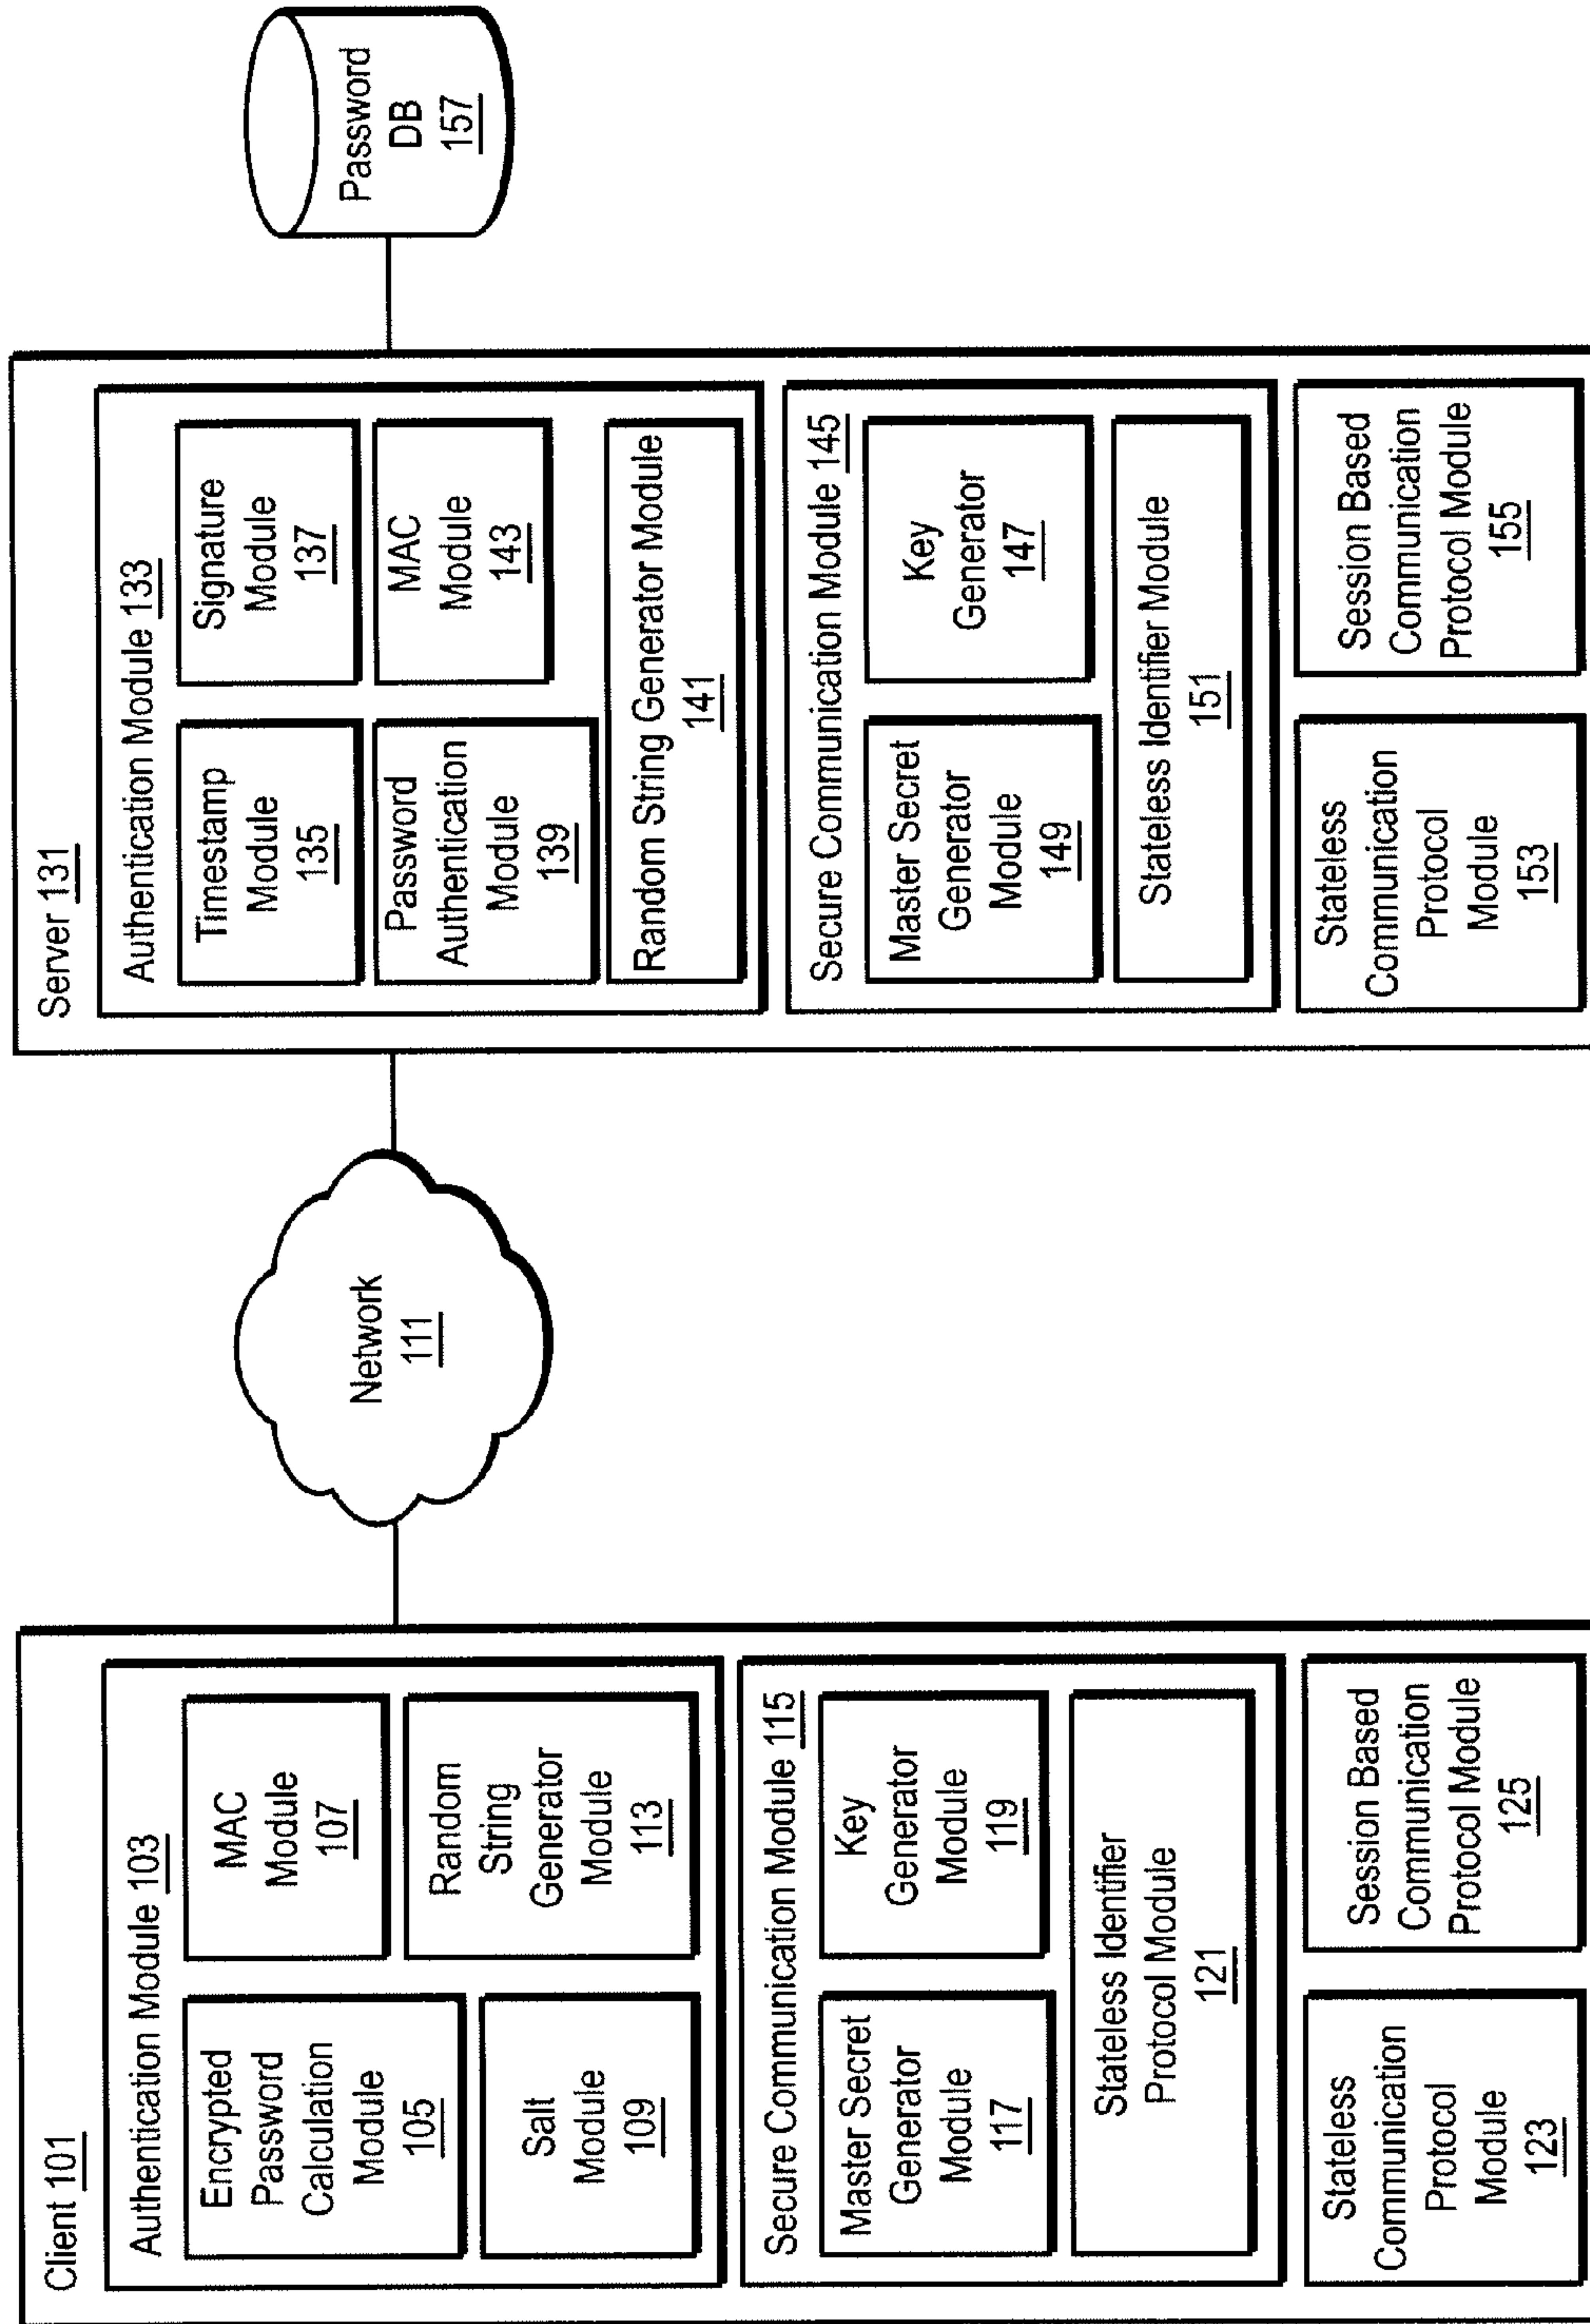 Client 101
Authentication Module 103
Encrypted
Password
Calculation
Module
105
MAC
Module
107
Salt
Module
109
Random
String
Generator
Module
113
Secure Communication Module 115
Master Secret
Generator
Module
117
Key
Generator
Module
119
Stateless Identifier
Protocol Module
121
Stateless
Communication
Protocol
Module
123
Session Based
Communication
Protocol Module
125
Network
111
Server 131
Authentication Module 133
Timestamp
Module
135
Signature
Module
137
Password
Authentication
Module
139
MAC
Module
143
Random String Generator Module
141
Secure Communication Module 145
Master Secret
Generator
Module
149
Key
Generator
147
Stateless Identifier Module
151
Stateless
Communication
Protocol
Module
153
Session Based
Communication
Protocol Module
155
Password
DB
157